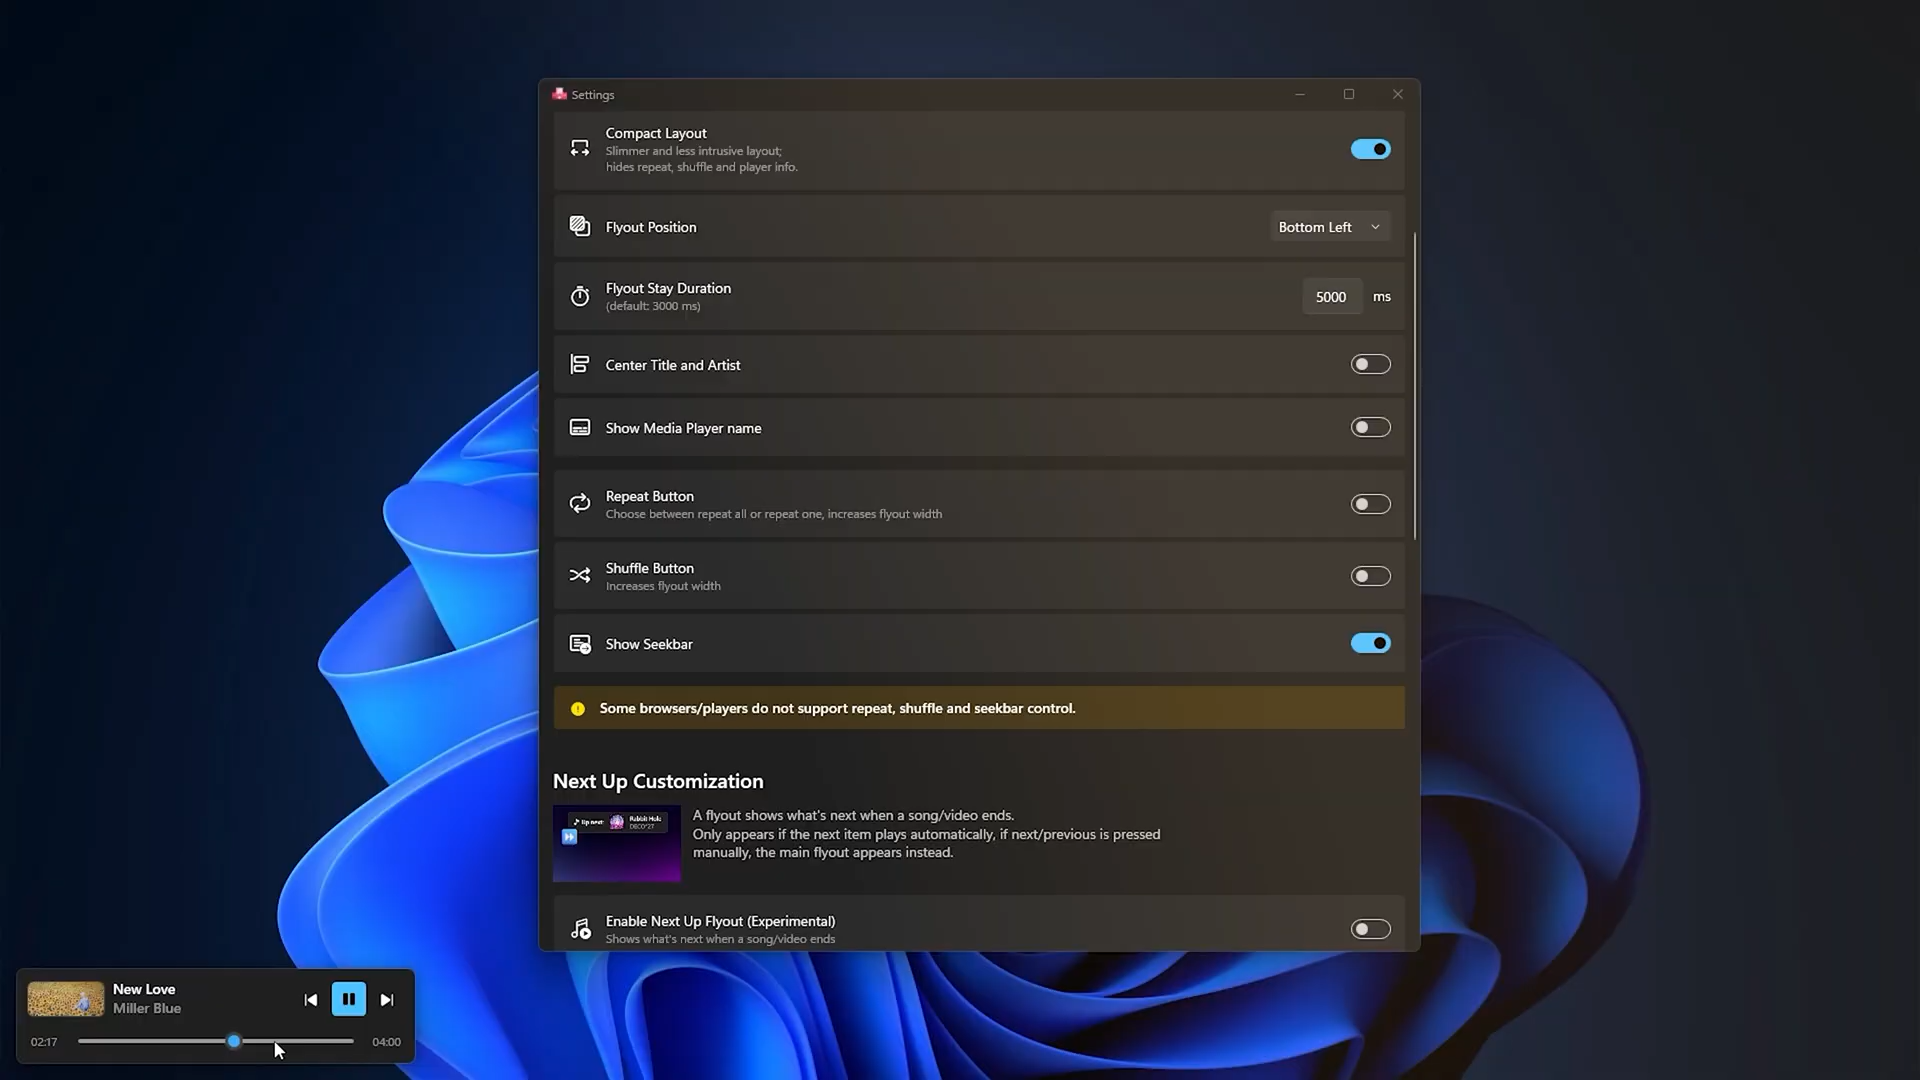 Settings
Compact Layout
Slimmer and less intrusive layout;
hides repeat, shuffle and player info.
Flyout Position
Bottom Left
Flyout Stay Duration
(default: 3000 ms)
5000 ms
Center Title and Artist
Show Media Player name
Repeat Button
Choose between repeat all or repeat one, increases flyout width
Shuffle Button
Increases flyout width
Show Seekbar
Some browsers/players do not support repeat, shuffle and seekbar control.
Next Up Customization
Up next:
Rabbit Hole
DECO*27
A flyout shows what's next when a song/video ends.
Only appears if the next item plays automatically, if next/previous is pressed
manually, the main flyout appears instead.
Enable Next Up Flyout (Experimental)
Shows what's next when a song/video ends
New Love
Miller Blue
02:17
04:00